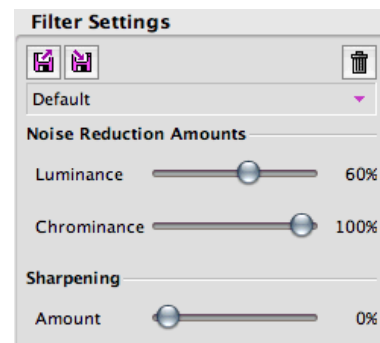 Filter Settings
Default
Noise Reduction Amounts
Luminance 60%
Chrominance 100%
Sharpening
Amount 0%